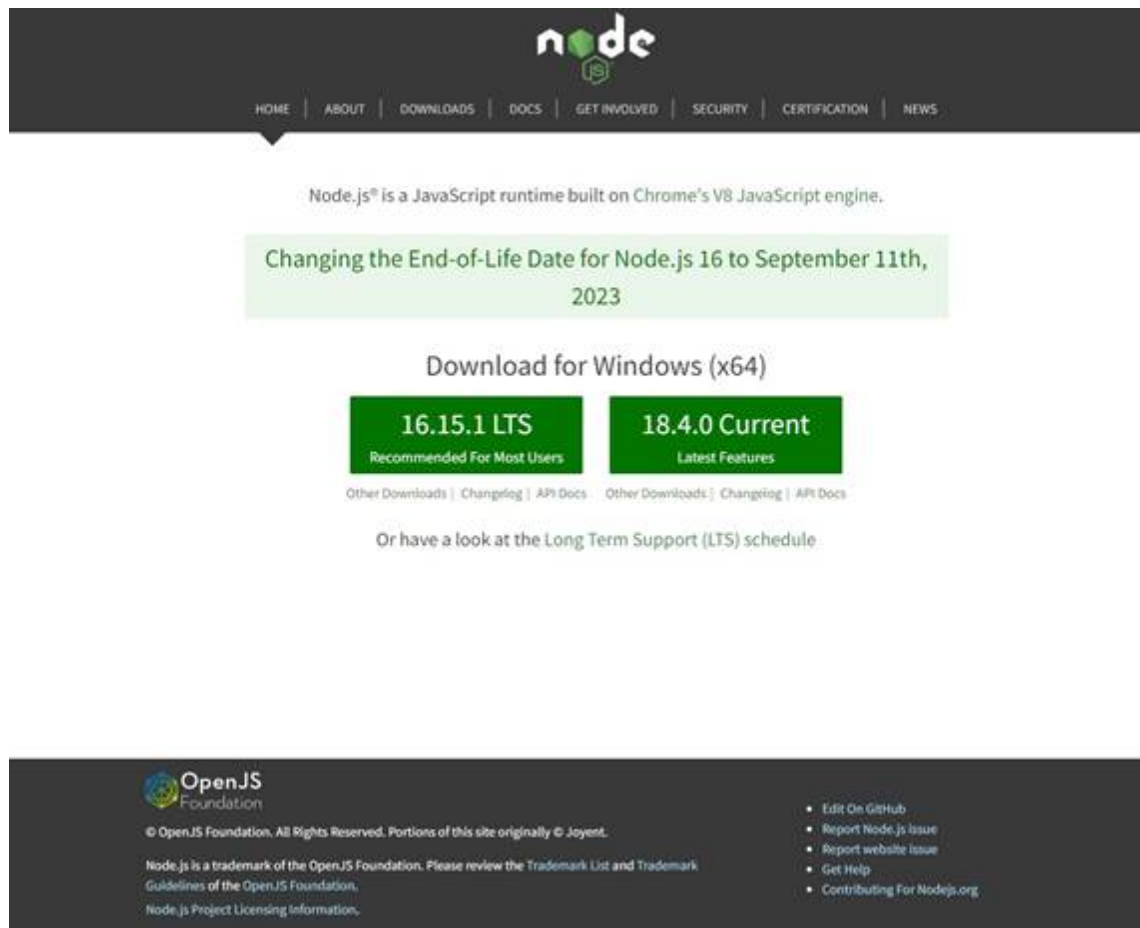 node
JS
HOME | ABOUT | DOWNLOADS | DOCS | GET INVOLVED | SECURITY | CERTIFICATION | NEWS
Node.js® is a JavaScript runtime built on Chrome's V8 JavaScript engine.
Changing the End-of-Life Date for Node.js 16 to September 11th,
2023
Download for Windows (x64)
16.15.1 LTS
Recommended For Most Users
18.4.0 Current
Latest Features
Other Downloads | Changelog | API Docs
Other Downloads | Changelog | API Docs
Or have a look at the Long Term Support (LTS) schedule
OpenJS
Foundation
© OpenJS Foundation. All Rights Reserved. Portions of this site originally © Joyent.
Node.js is a trademark of the OpenJS Foundation. Please review the Trademark List and Trademark
Guidelines of the OpenJS Foundation.
Node.js Project Licensing Information.
Edit On GitHub
Report Node.js issue
Report website issue
Get Help
Contributing For Nodejs.org